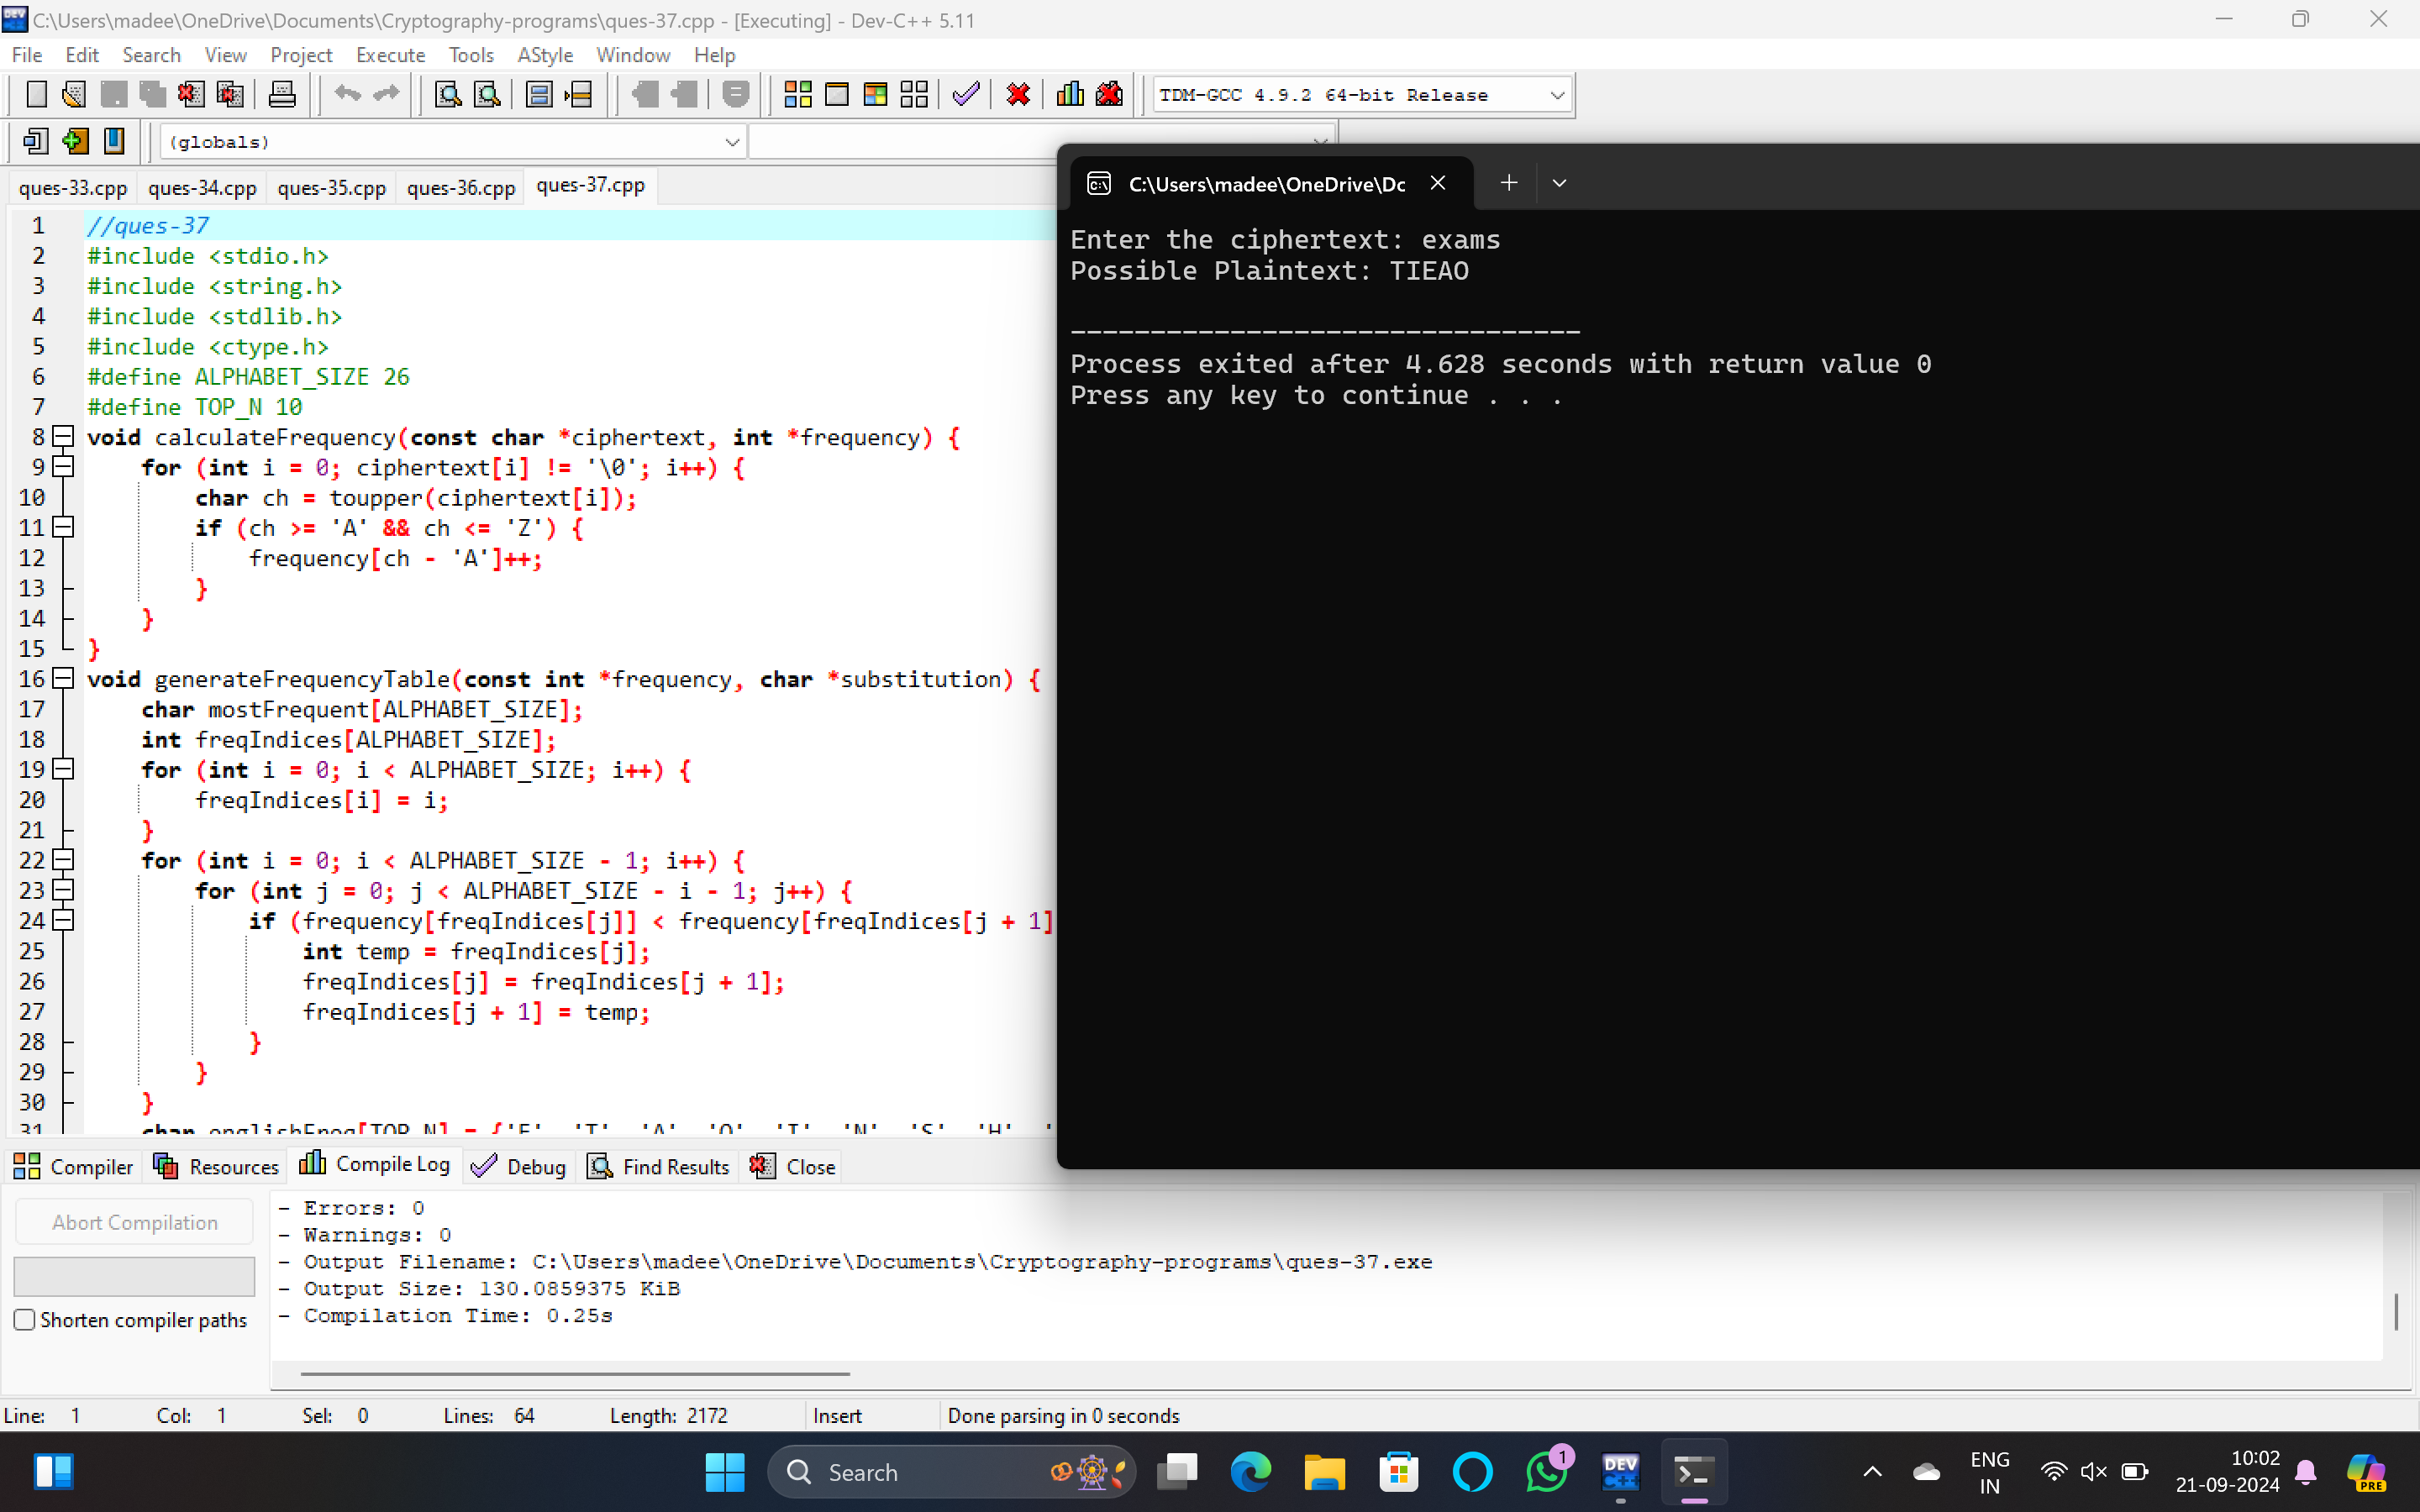 C:\Users\madee\OneDrive\Documents\Cryptography-programs\ques-37.cpp - [Executing] - Dev-C++ 5.11
File Edit Search View Project Execute Tools AStyle Window Help
TDM-GCC 4.9.2 64-bit Release
(globals)
ques-33.cpp ques-34.cpp ques-35.cpp ques-36.cpp ques-37.cpp
1 //ques-37
2 #include <stdio.h>
3 #include <string.h>
4 #include <stdlib.h>
5 #include <ctype.h>
6 #define ALPHABET_SIZE 26
7 #define TOP_N 10
8 void calculateFrequency(const char *ciphertext, int *frequency) {
9 for (int i = 0; ciphertext[i] != '\0'; i++) {
10 char ch = toupper(ciphertext[i]);
11 if (ch >= 'A' && ch <= 'Z') {
12 frequency[ch - 'A']++;
13 }
14 }
15 }
16 void generateFrequencyTable(const int *frequency, char *substitution) {
17 char mostFrequent[ALPHABET_SIZE];
18 int freqIndices[ALPHABET_SIZE];
19 for (int i = 0; i < ALPHABET_SIZE; i++) {
20 freqIndices[i] = i;
21 }
22 for (int i = 0; i < ALPHABET_SIZE - 1; i++) {
23 for (int j = 0; j < ALPHABET_SIZE - i - 1; j++) {
24 if (frequency[freqIndices[j]] < frequency[freqIndices[j + 1]
25 int temp = freqIndices[j];
26 freqIndices[j] = freqIndices[j + 1];
27 freqIndices[j + 1] = temp;
28 }
29 }
30 }
31 char englishFreq[TOP_N] = {'E', 'T', 'A', 'O', 'I', 'N', 'S', 'H', '
C:\Users\madee\OneDrive\Dc
Enter the ciphertext: exams
Possible Plaintext: TIEAO
--------------------------------
Process exited after 4.628 seconds with return value 0
Press any key to continue . . .
Compiler Resources Compile Log Debug Find Results Close
Abort Compilation
Shorten compiler paths
- Errors: 0
- Warnings: 0
- Output Filename: C:\Users\madee\OneDrive\Documents\Cryptography-programs\ques-37.exe
- Output Size: 130.0859375 KiB
- Compilation Time: 0.25s
Line: 1 Col: 1 Sel: 0 Lines: 64 Length: 2172 Insert Done parsing in 0 seconds
Search
1
DEV C++
ENG
IN
10:02
21-09-2024
PRE